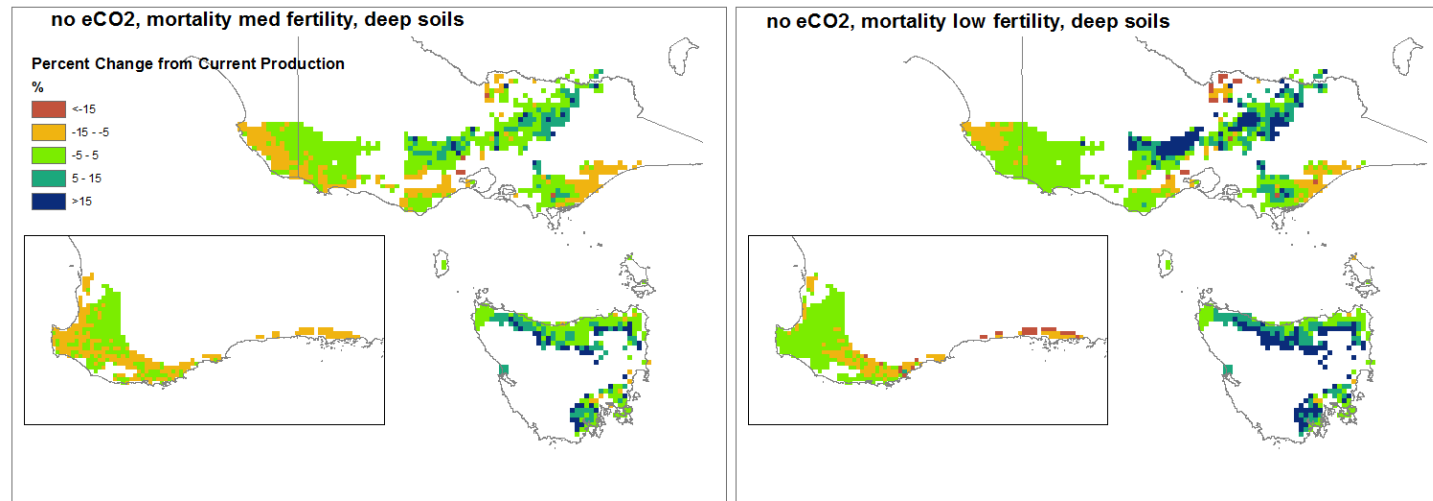 no eCO2, mortality med fertility, deep soils
Percent Change from Current Production
%
<-15
-15 - -5
-5 - 5
5 - 15
>15
no eCO2, mortality low fertility, deep soils